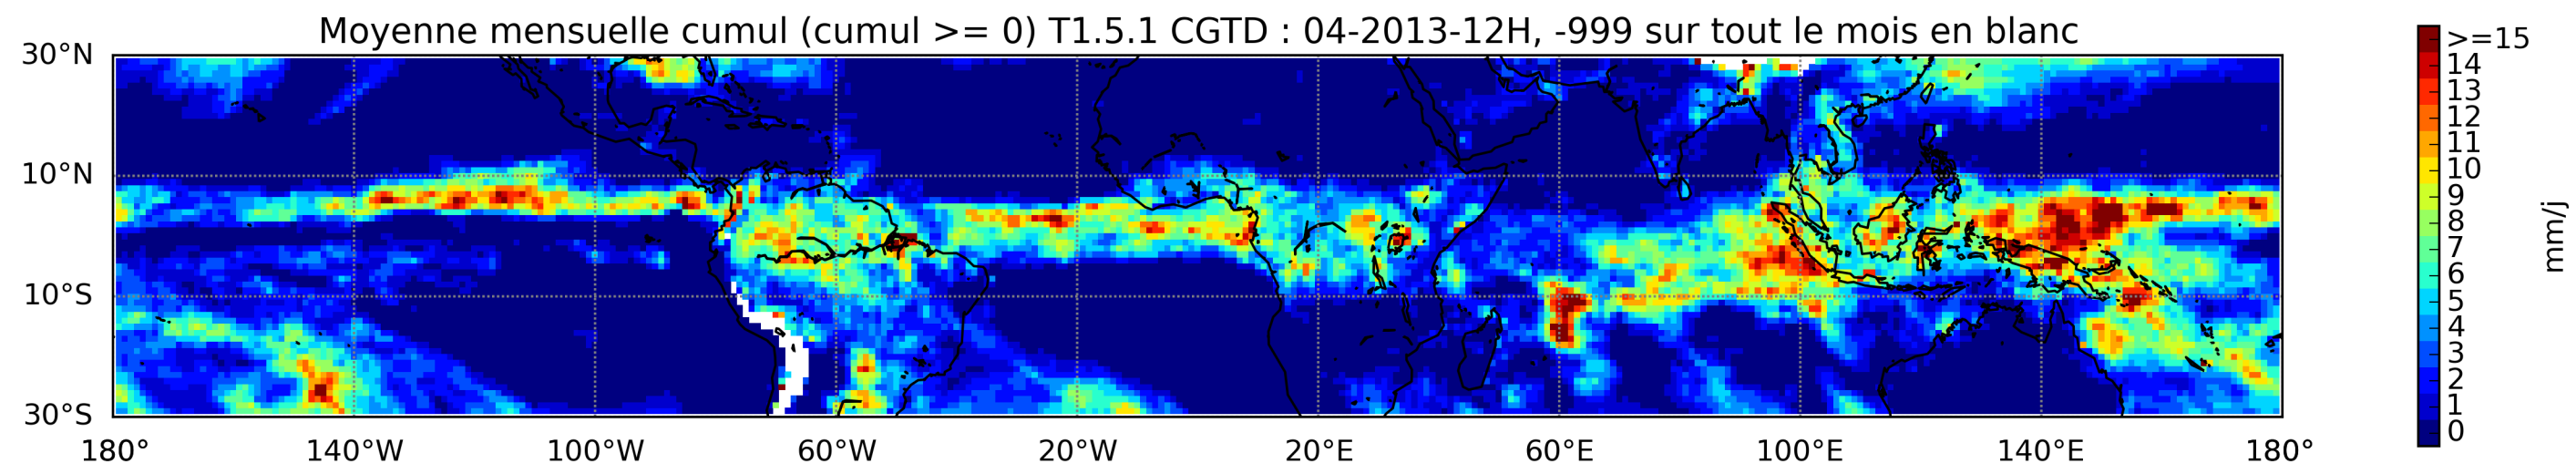 Moyenne mensuelle cumul (cumul >= 0) T1.5.1 CGTD : 04-2013-12H, -999 sur tout le mois en blanc
30°N
10°N
10°S
30°S
180° 140°W 100°W 60°W 20°W 20°E 60°E 100°E 140°E 180°
>=15
14
13
12
11
10
9
8
7
6
5
4
3
2
1
0
mm/j